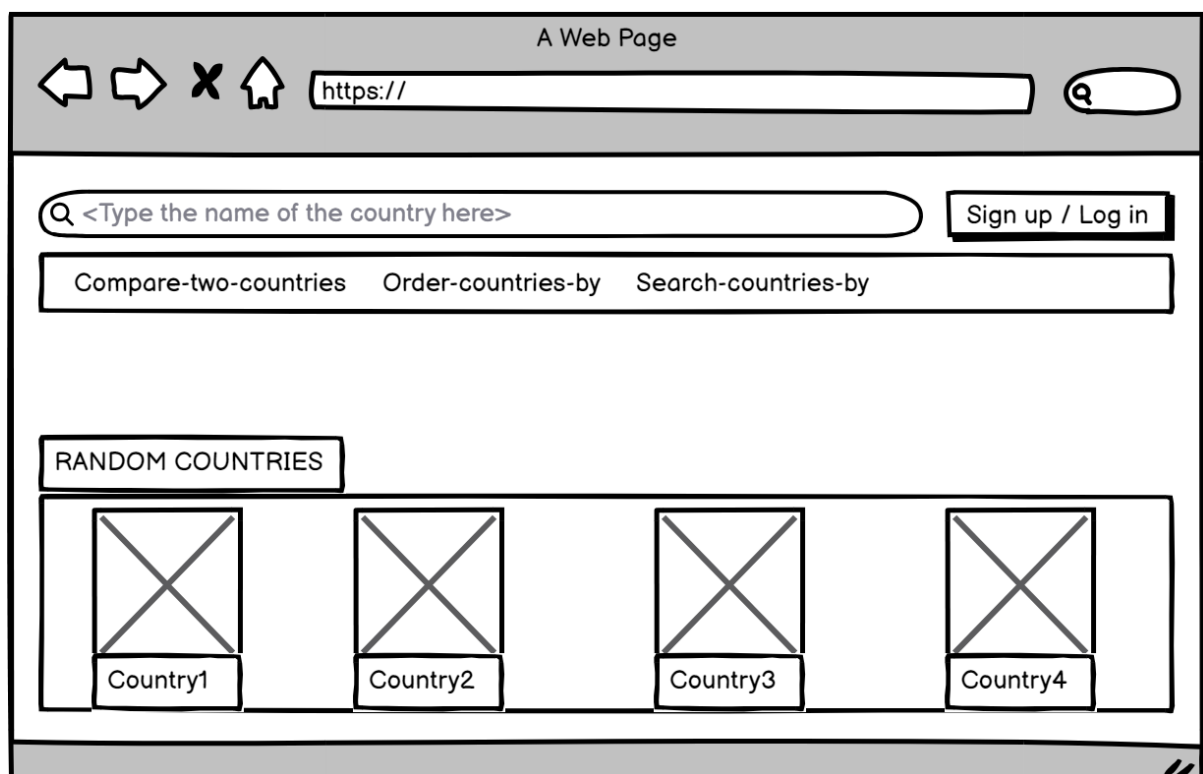 A Web Page
https://
<Type the name of the country here>
Sign up / Log in
Compare-two-countries Order-countries-by Search-countries-by
RANDOM COUNTRIES
Country1 Country2 Country3 Country4